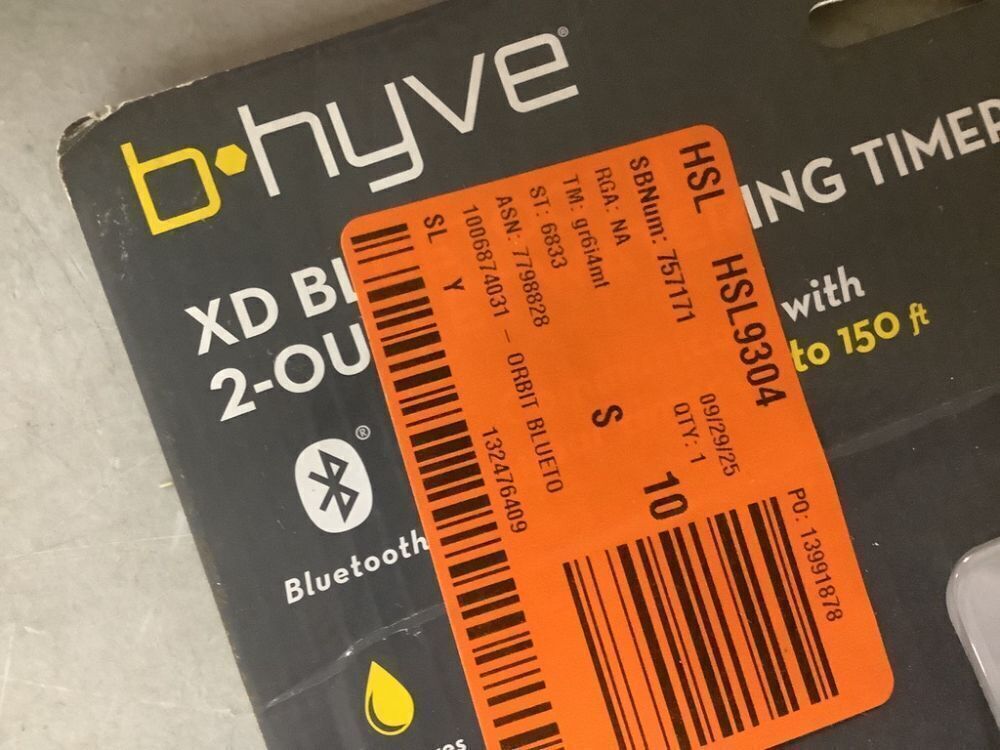 b•hyve®
XD BL
2-OU
ING TIMER
with
to 150 ft
®
Bluetooth
HSL HSL9304
SBNum: 757171 09/29/25
RGA: NA QTY: 1
TM: gr6i4mt
ST: 6833 S 10
ASN: 7798828
1006874031 - ORBIT BLUETO
SL Y 132476409
PO: 13991878